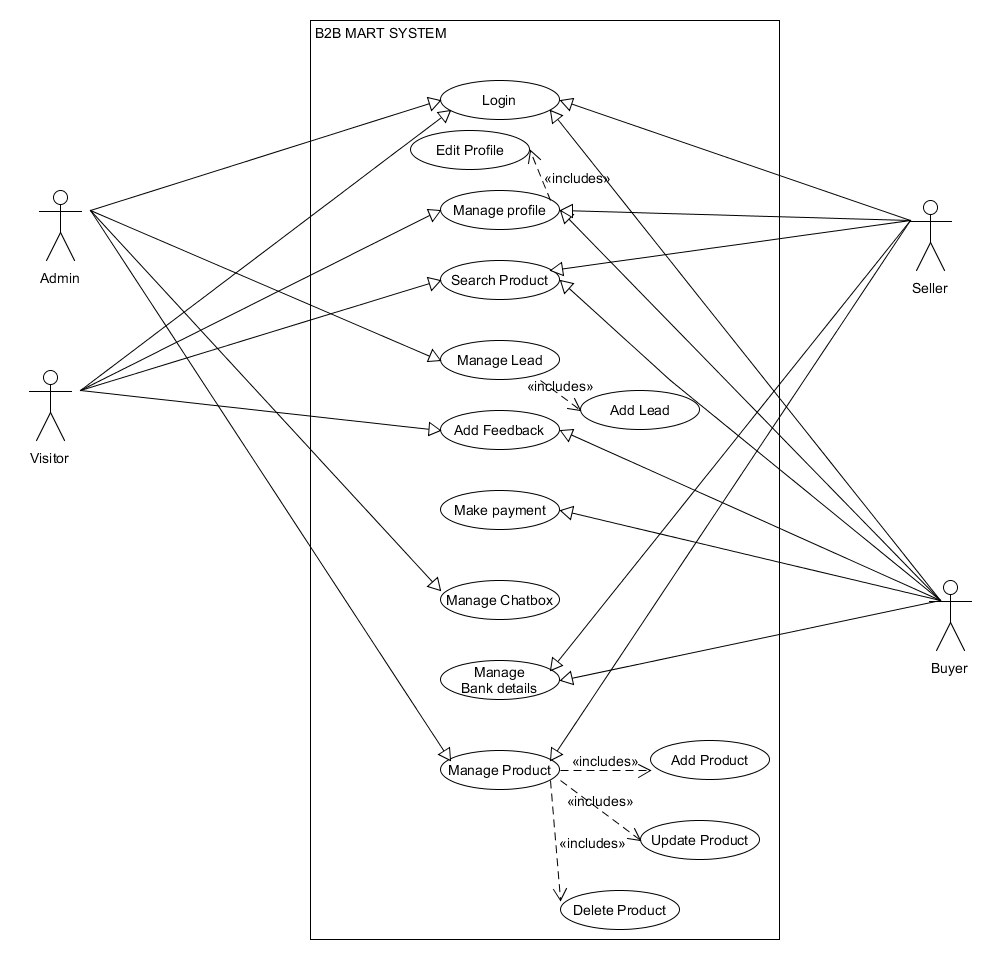 B2B MART SYSTEM
Login
Edit Profile
«includes»
Manage profile
Admin
Seller
Search Product
Manage Lead
«includes»
Add Lead
Visitor
Add Feedback
Make payment
Manage Chatbox
Buyer
Manage
Bank details
Manage Product
«includes»
Add Product
«includes»
Update Product
«includes»
Delete Product